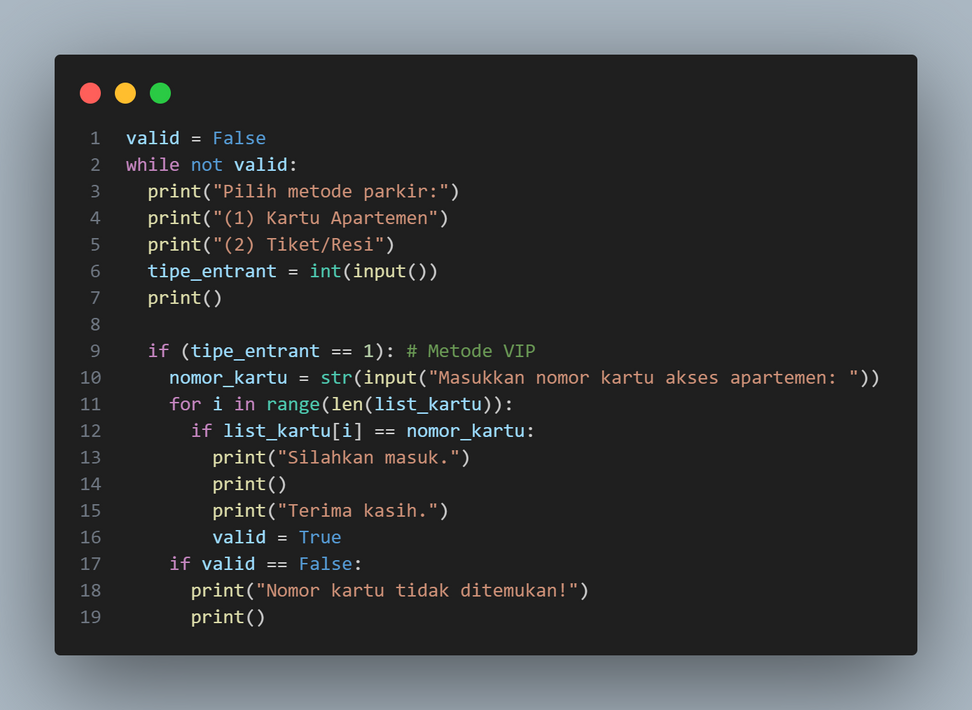 1 valid = False
2 while not valid:
3   print("Pilih metode parkir:")
4   print("(1) Kartu Apartemen")
5   print("(2) Tiket/Resi")
6   tipe_entrant = int(input())
7   print()
8
9   if (tipe_entrant == 1): # Metode VIP
10     nomor_kartu = str(input("Masukkan nomor kartu akses apartemen: "))
11     for i in range(len(list_kartu)):
12       if list_kartu[i] == nomor_kartu:
13         print("Silahkan masuk.")
14         print()
15         print("Terima kasih.")
16         valid = True
17     if valid == False:
18       print("Nomor kartu tidak ditemukan!")
19       print()